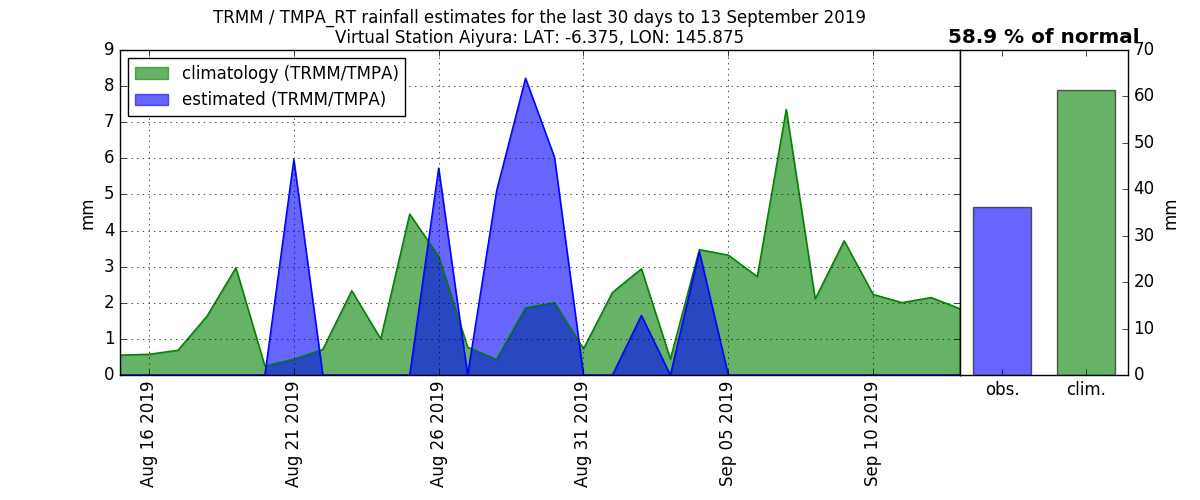 TRMM / TMPA_RT rainfall estimates for the last 30 days to 13 September 2019
Virtual Station Aiyura: LAT: -6.375, LON: 145.875
58.9 % of normal
climatology (TRMM/TMPA)
estimated (TRMM/TMPA)
9
8
7
6
5
4
3
2
1
0
mm
Aug 16 2019
Aug 21 2019
Aug 26 2019
Aug 31 2019
Sep 05 2019
Sep 10 2019
70
60
50
40
30
20
10
0
mm
obs.
clim.